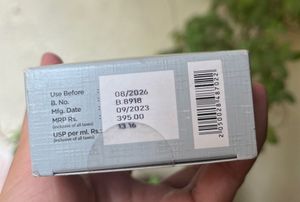 Use Before 08/2026
B. No. B.8918
Mfg. Date 09/2023
MRP Rs. 395.00
(inclusive of all taxes)
USP per ml. Rs. 13.16
(inclusive of all taxes)